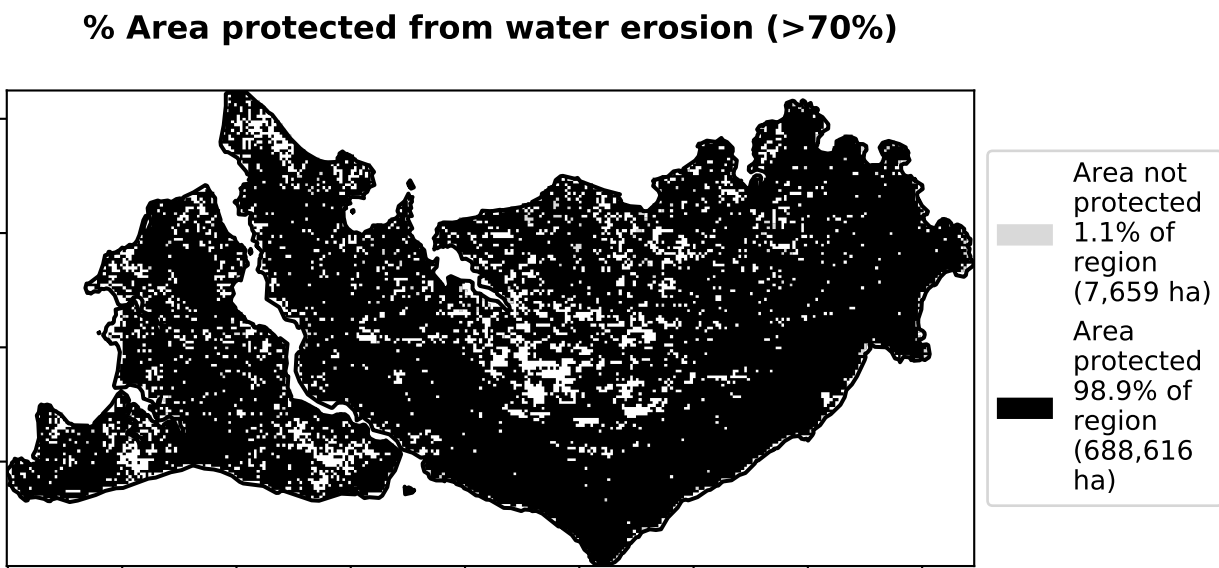 % Area protected from water erosion (>70%)
Area not
protected
1.1% of
region
(7,659 ha)
Area
protected
98.9% of
region
(688,616
ha)